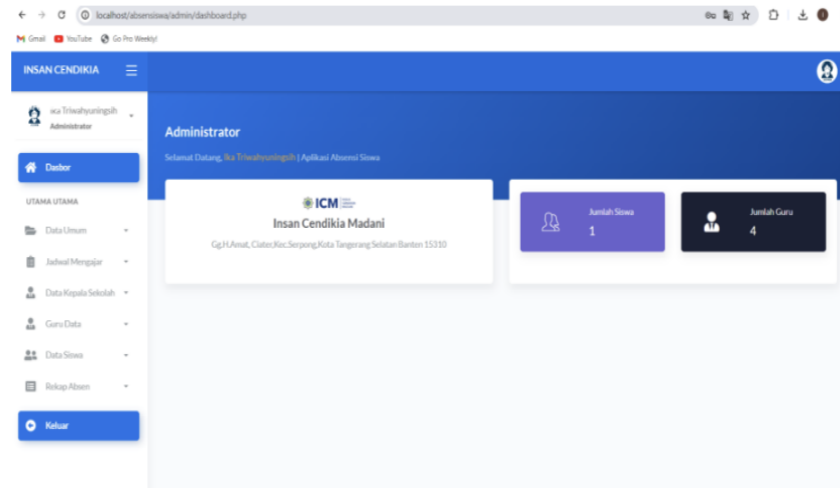 localhost/absensiswa/admin/dashboard.php
Gmail YouTube Go Pro Weekly!
INSAN CENDIKIA
Triwahyuningsih
Administrator
Administrator
Selamat Datang, Ika Triwahyuningsih | Aplikasi Absensi Siswa
Dasbor
UTAMA UTAMA
Data Umum
Jadwal Mengajar
Data Kepala Sekolah
Guru Data
Data Siswa
Rekap Absen
Keluar
ICM
Insan Cendikia Madani
Gg.H.Amat, Ciater,Kec.Serpong,Kota Tangerang Selatan Banten 15310
Jumlah Siswa
1
Jumlah Guru
4